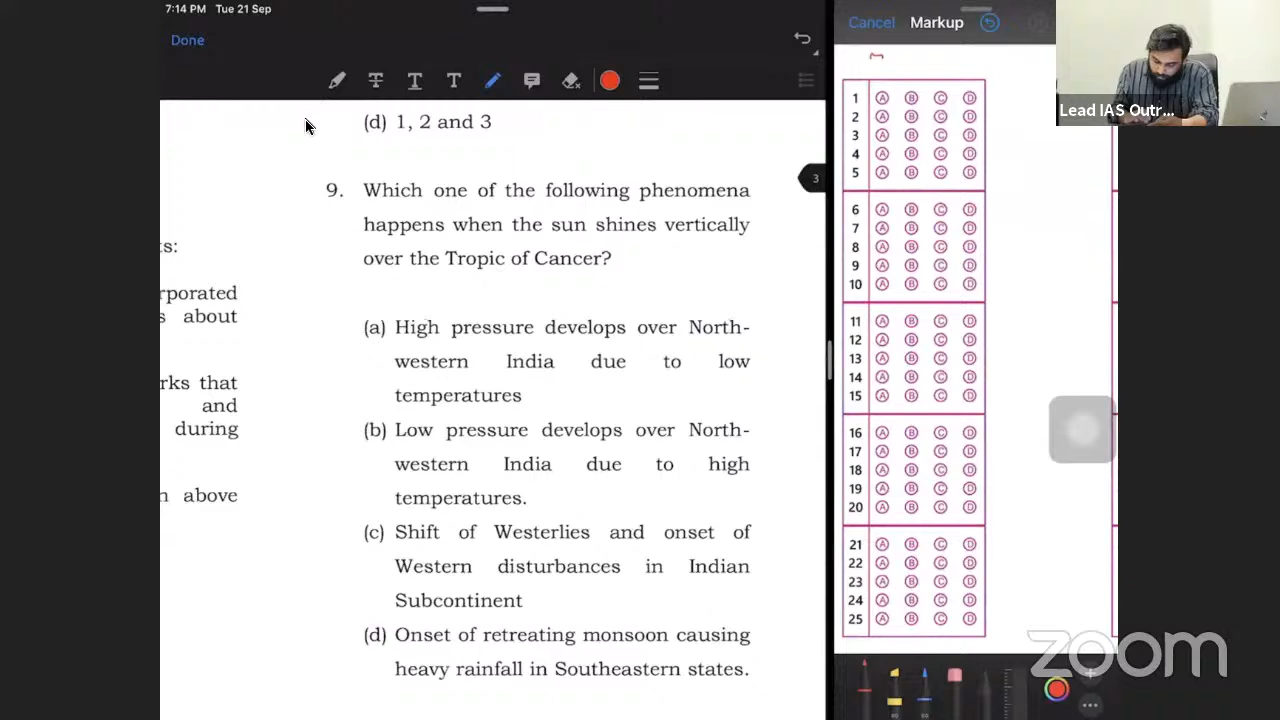 7:14 PM Tue 21 Sep
Done
Cancel Markup
Lead IAS Outr...
3
ts:
rporated
s about
rks that
and
during
n above
(d) 1, 2 and 3
9. Which one of the following phenomena
happens when the sun shines vertically
over the Tropic of Cancer?
(a) High pressure develops over North-
western India due to low
temperatures
(b) Low pressure develops over North-
western India due to high
temperatures.
(c) Shift of Westerlies and onset of
Western disturbances in Indian
Subcontinent
(d) Onset of retreating monsoon causing
heavy rainfall in Southeastern states.
1 A B C D
2 A B C D
3 A B C D
4 A B C D
5 A B C D
6 A B C D
7 A B C D
8 A B C D
9 A B C D
10 A B C D
11 A B C D
12 A B C D
13 A B C D
14 A B C D
15 A B C D
16 A B C D
17 A B C D
18 A B C D
19 A B C D
20 A B C D
21 A B C D
22 A B C D
23 A B C D
24 A B C D
25 A B C D
zoom